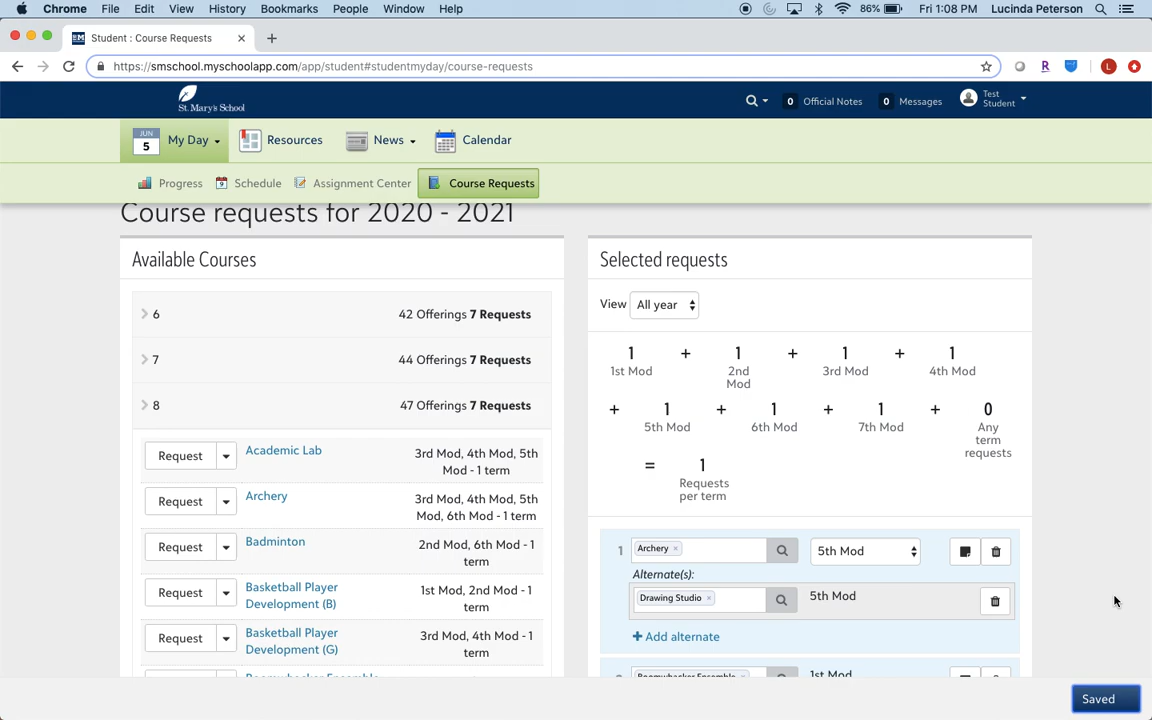 Chrome File Edit View History Bookmarks People Window Help 86% Fri 1:08 PM Lucinda Peterson
Student : Course Requests
https://smschool.myschoolapp.com/app/student#studentmyday/course-requests
R L
St. Mary's School
0 Official Notes 0 Messages Test Student
JUN 5 My Day Resources News Calendar
Progress Schedule Assignment Center Course Requests
Course requests for 2020 - 2021
Available Courses
6 42 Offerings 7 Requests
7 44 Offerings 7 Requests
8 47 Offerings 7 Requests
Request Academic Lab 3rd Mod, 4th Mod, 5th
Mod - 1 term
Request Archery 3rd Mod, 4th Mod, 5th
Mod, 6th Mod - 1 term
Request Badminton 2nd Mod, 6th Mod - 1
term
Request Basketball Player 1st Mod, 2nd Mod - 1
Development (B) term
Request Basketball Player 3rd Mod, 4th Mod - 1
Development (G) term
Boomwhacker Ensemble
Selected requests
View All year
1 + 1 + 1 + 1
1st Mod 2nd Mod 3rd Mod 4th Mod
+ 1 + 1 + 1 + 0
5th Mod 6th Mod 7th Mod Any term requests
= 1
Requests per term
1 Archery × 5th Mod
Alternate(s):
Drawing Studio × 5th Mod
+ Add alternate
2 Boomwhacker Ensemble × 1st Mod
Saved